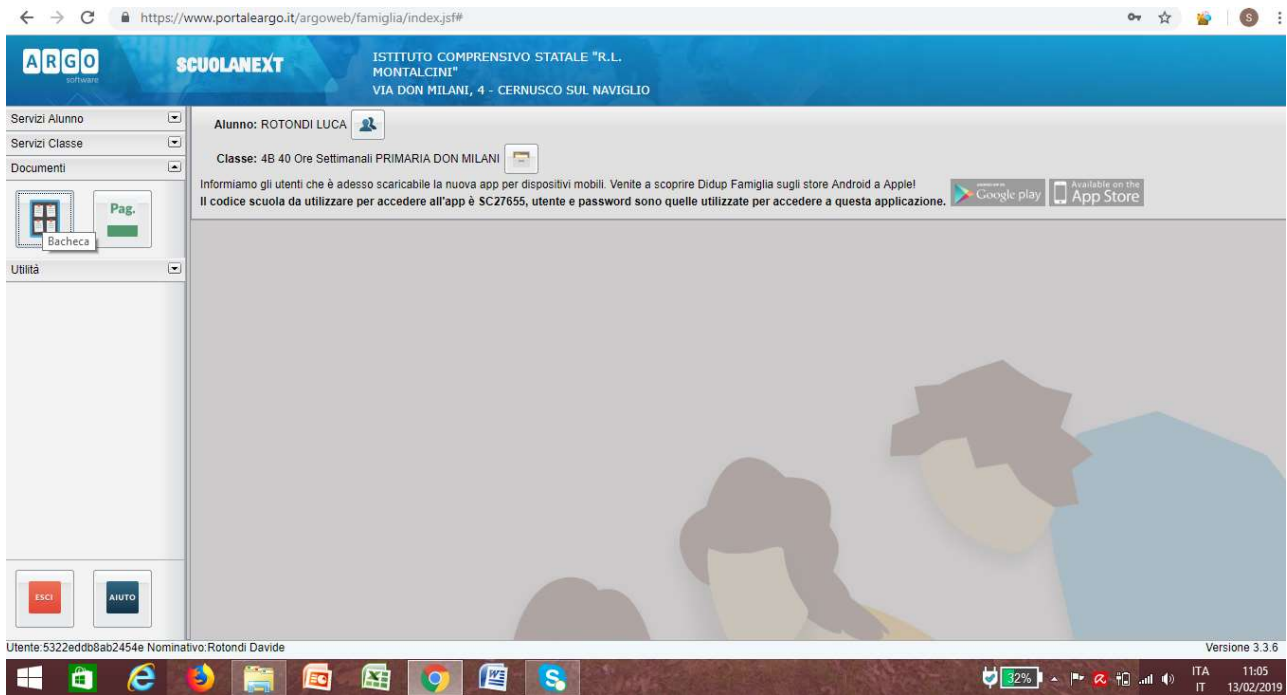 https://www.portaleargo.it/argoweb/famiglia/index.jsf#
S
ARGO
software
SCUOLANEXT
ISTITUTO COMPRENSIVO STATALE "R.L.
MONTALCINI"
VIA DON MILANI, 4 - CERNUSCO SUL NAVIGLIO
Servizi Alunno
Servizi Classe
Documenti
Pag.
Bacheca
Utilità
Alunno: ROTONDI LUCA
Classe: 4B 40 Ore Settimanali PRIMARIA DON MILANI
Informiamo gli utenti che è adesso scaricabile la nuova app per dispositivi mobili. Venite a scoprire Didup Famiglia sugli store Android a Apple!
Il codice scuola da utilizzare per accedere all'app è SC27655, utente e password sono quelle utilizzate per accedere a questa applicazione.
Google play
Available on the
App Store
ESCI
AIUTO
Utente:5322eddb8ab2454e Nominativo:Rotondi Davide
Versione 3.3.6
32%
ITA
IT
11:05
13/02/2019